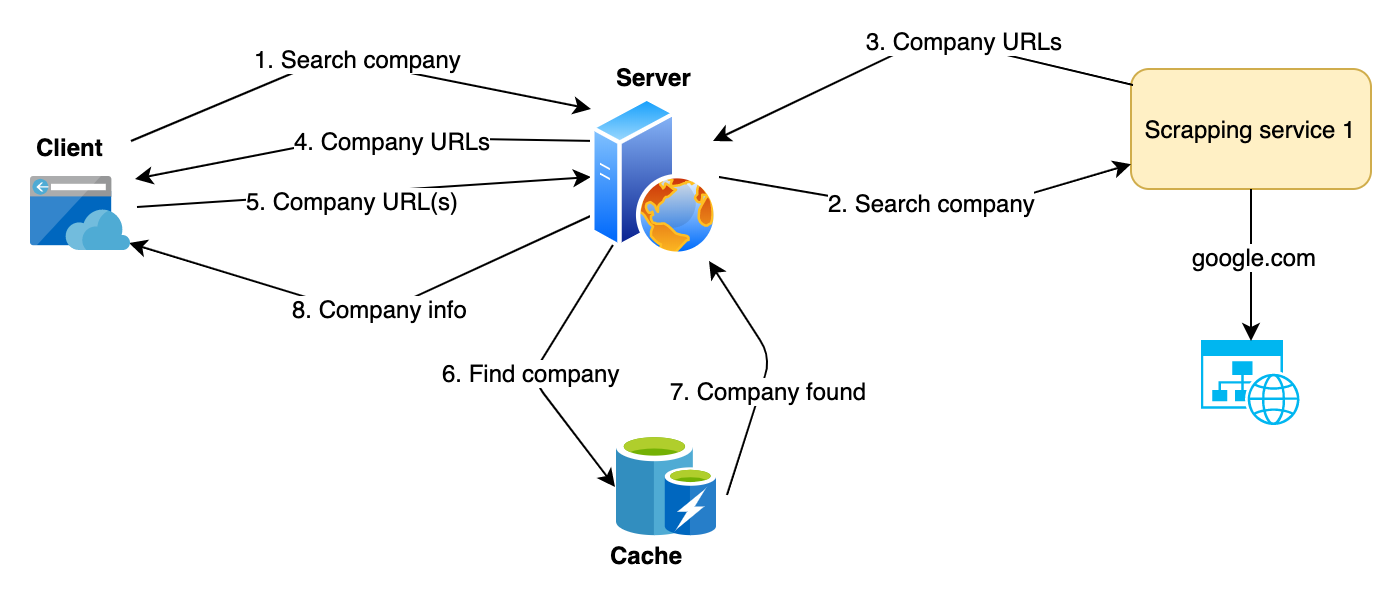 1. Search company
3. Company URLs
Server
Client
4. Company URLs
Scrapping service 1
5. Company URL(s)
2. Search company
google.com
8. Company info
6. Find company
7. Company found
Cache